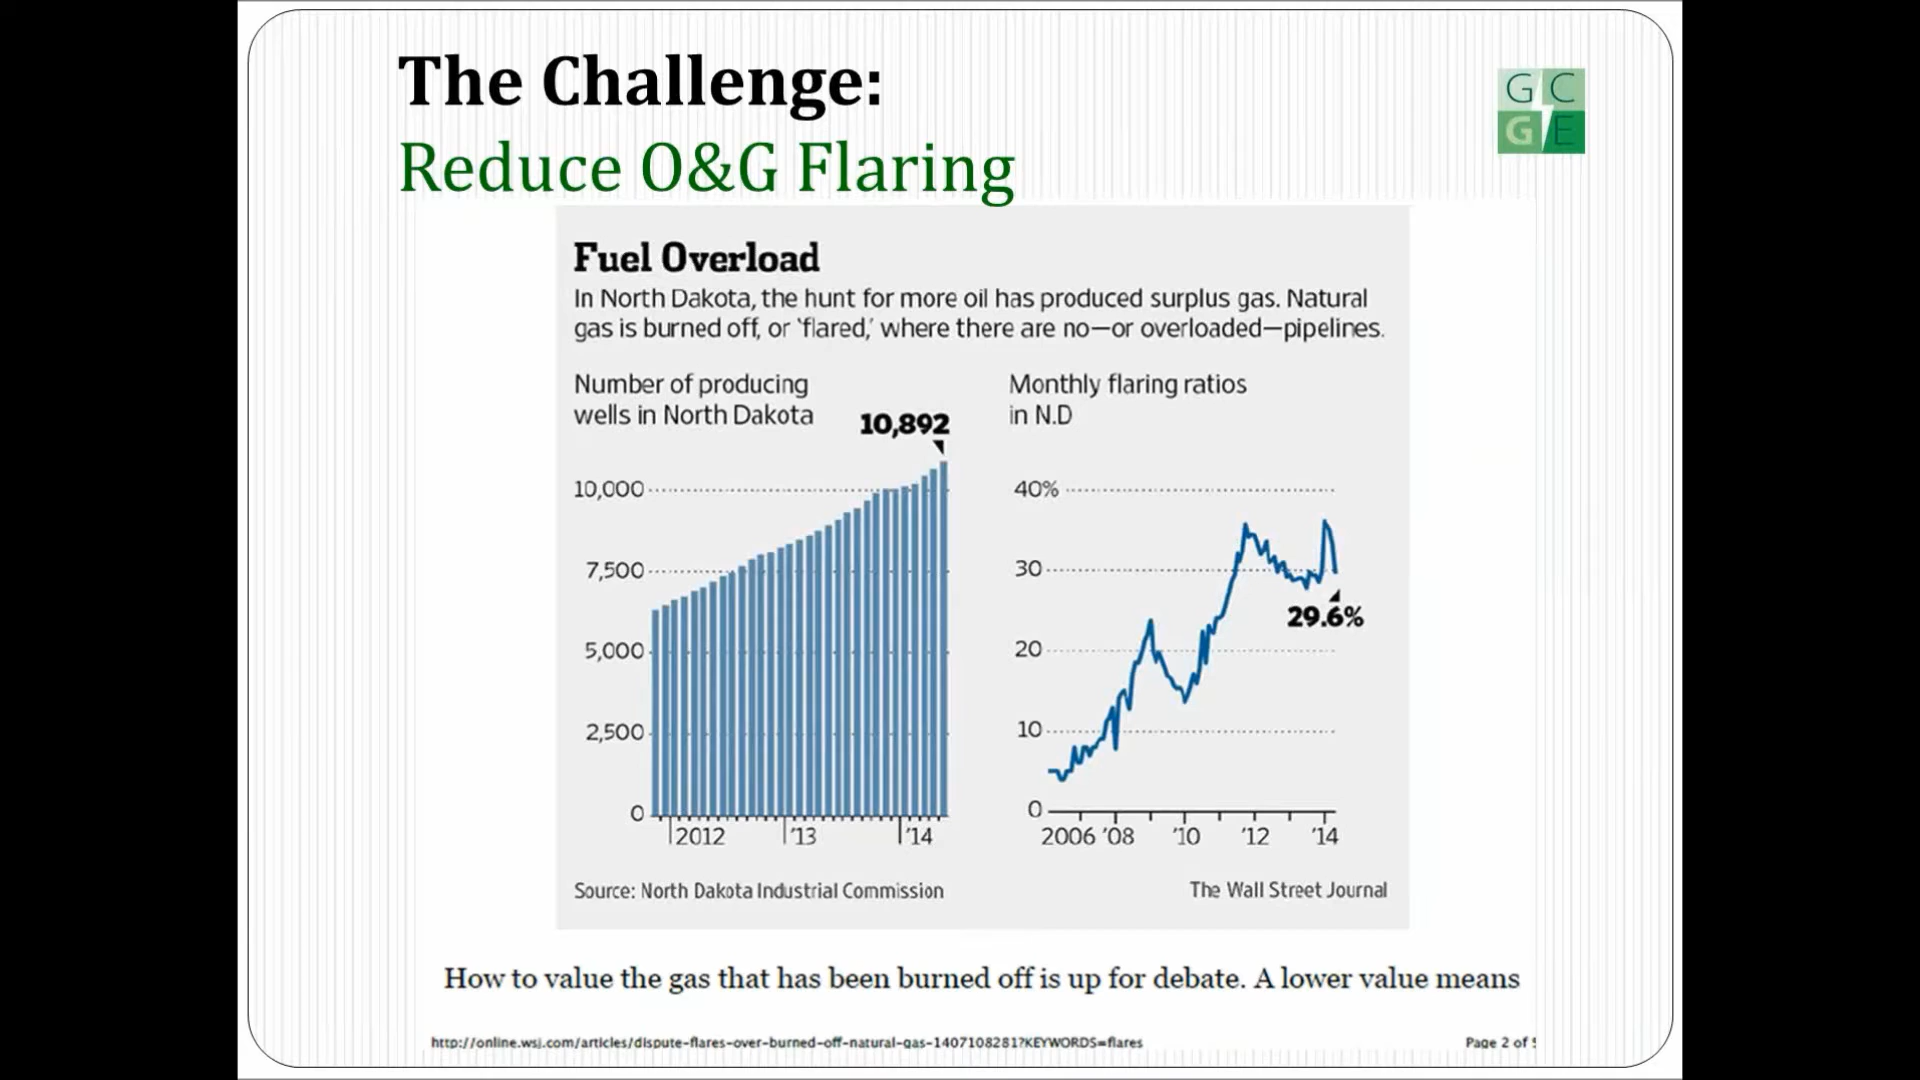 The Challenge:
Reduce O&G Flaring
G C
G E
Fuel Overload
In North Dakota, the hunt for more oil has produced surplus gas. Natural
gas is burned off, or ‘flared,’ where there are no—or overloaded—pipelines.
Number of producing
wells in North Dakota
10,892
10,000
7,500
5,000
2,500
0
2012 ’13 ’14
Monthly flaring ratios
in N.D
40%
30
20
10
0
29.6%
2006 ’08 ’10 ’12 ’14
Source: North Dakota Industrial Commission
The Wall Street Journal
How to value the gas that has been burned off is up for debate. A lower value means
http://online.wsj.com/articles/dispute-flares-over-burned-off-natural-gas-1407108281?KEYWORDS=flares
Page 2 of